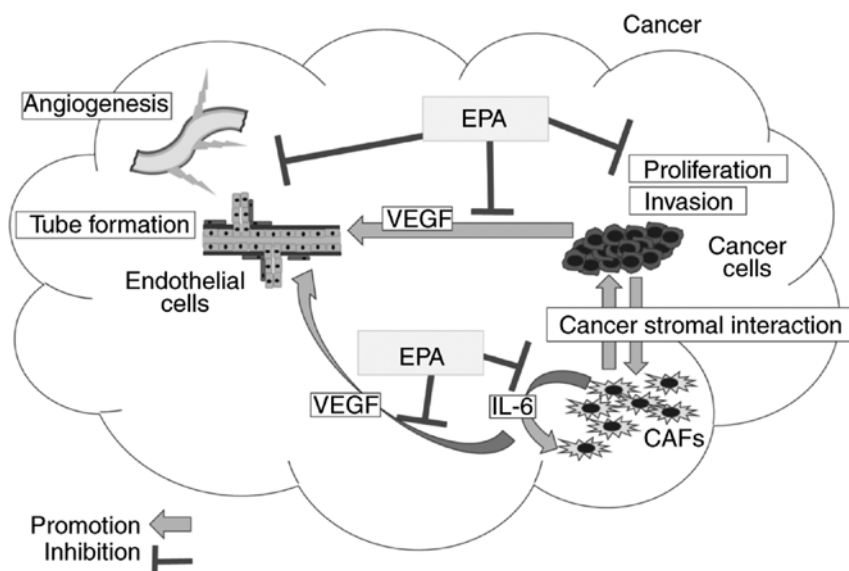 Cancer
Angiogenesis
EPA
Proliferation
Invasion
Tube formation
VEGF
Endothelial
cells
Cancer
cells
Cancer stromal interaction
EPA
VEGF
IL-6
CAFs
Promotion
Inhibition